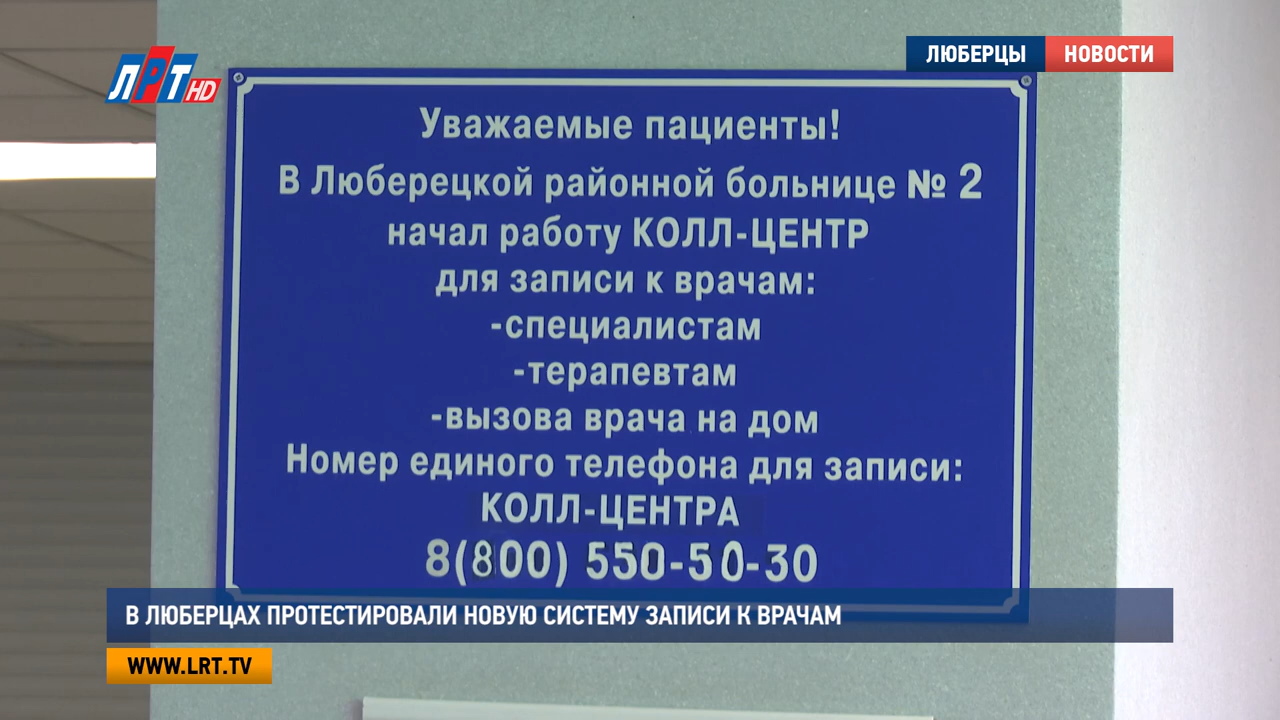 ЛРТ HD
ЛЮБЕРЦЫ НОВОСТИ
Уважаемые пациенты!
В Люберецкой районной больнице № 2
начал работу КОЛЛ-ЦЕНТР
для записи к врачам:
-специалистам
-терапевтам
-вызова врача на дом
Номер единого телефона для записи:
КОЛЛ-ЦЕНТРА
8(800) 550-50-30
В ЛЮБЕРЦАХ ПРОТЕСТИРОВАЛИ НОВУЮ СИСТЕМУ ЗАПИСИ К ВРАЧАМ
WWW.LRT.TV